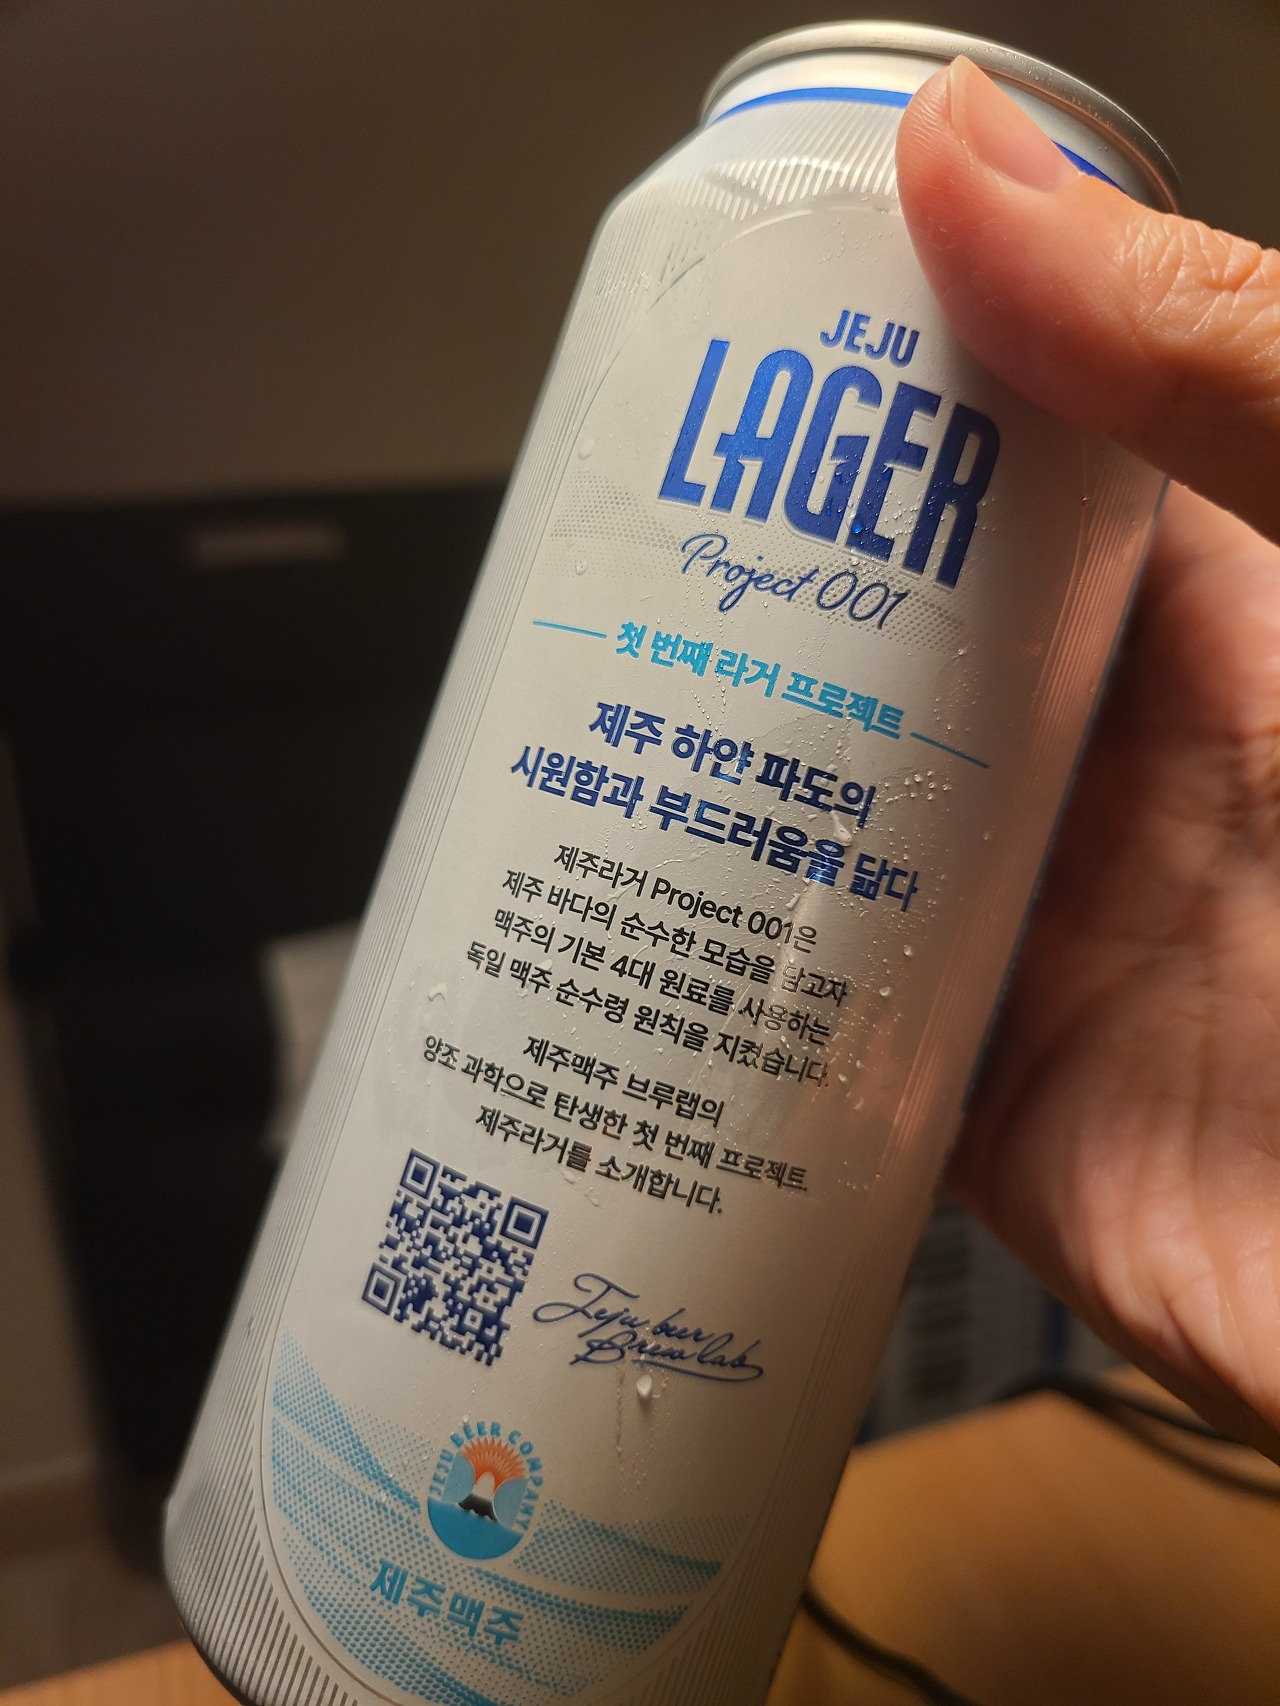 JEJU
LAGER
Project 001
첫 번째 라거 프로젝트
제주 하얀 파도의
시원함과 부드러움을 닮다
제주라거 Project 001은
제주 바다의 순수한 모습을 담고자
맥주의 기본 4대 원료를 사용하는
독일 맥주 순수령 원칙을 지켰습니다.
제주맥주 브루랩의
양조 과학으로 탄생한 첫 번째 프로젝트.
제주라거를 소개합니다.
Jeju beer
Brew lab
JEJU BEER COMPANY
제주맥주